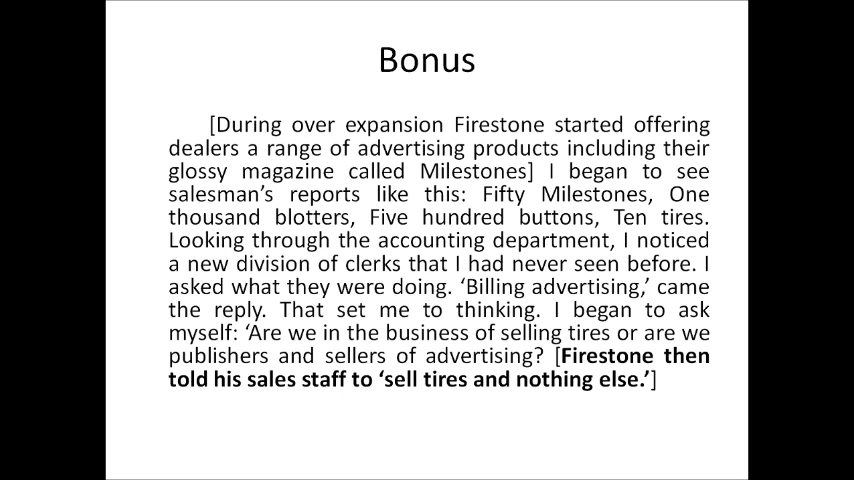 Bonus
[During over expansion Firestone started offering
dealers a range of advertising products including their
glossy magazine called Milestones] I began to see
salesman’s reports like this: Fifty Milestones, One
thousand blotters, Five hundred buttons, Ten tires.
Looking through the accounting department, I noticed
a new division of clerks that I had never seen before. I
asked what they were doing. ‘Billing advertising,’ came
the reply. That set me to thinking. I began to ask
myself: ‘Are we in the business of selling tires or are we
publishers and sellers of advertising? [Firestone then
told his sales staff to ‘sell tires and nothing else.’]